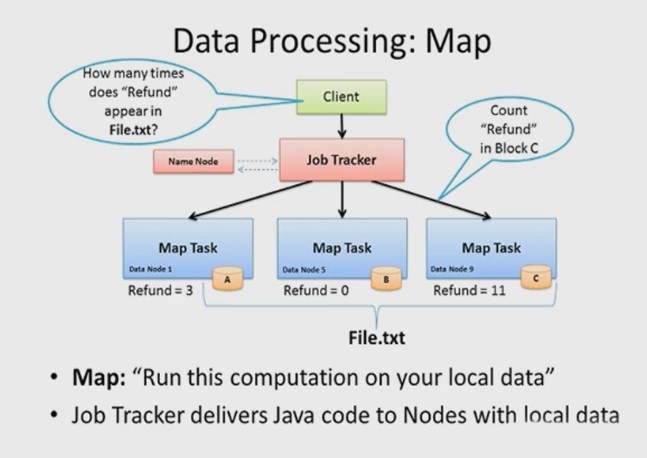 Data Processing: Map
How many times
does "Refund"
appear in
File.txt?
Client
Count
"Refund"
in Block C
Name Node
Job Tracker
Map Task
Data Node 1
A
Map Task
Data Node 5
B
Map Task
Data Node 9
C
Refund = 3
Refund = 0
Refund = 11
File.txt
• Map: "Run this computation on your local data"
• Job Tracker delivers Java code to Nodes with local data